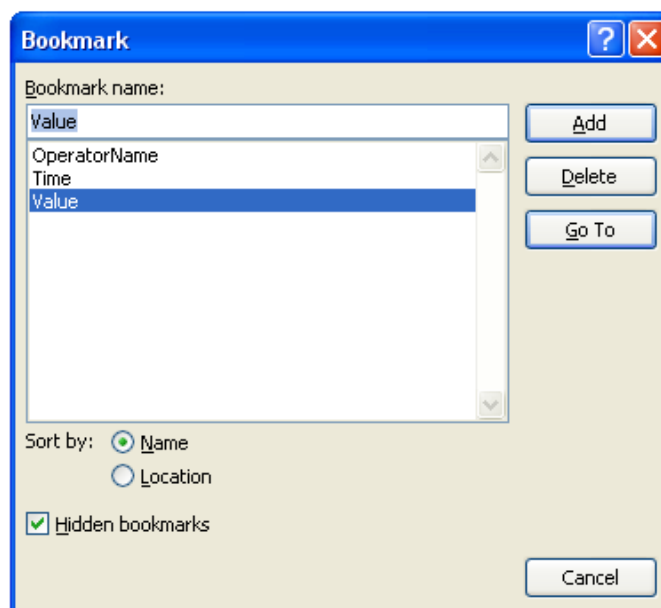 Bookmark
?
Bookmark name:
Value
Add
OperatorName
Time
Value
Delete
Go To
Sort by:
Name
Location
Hidden bookmarks
Cancel